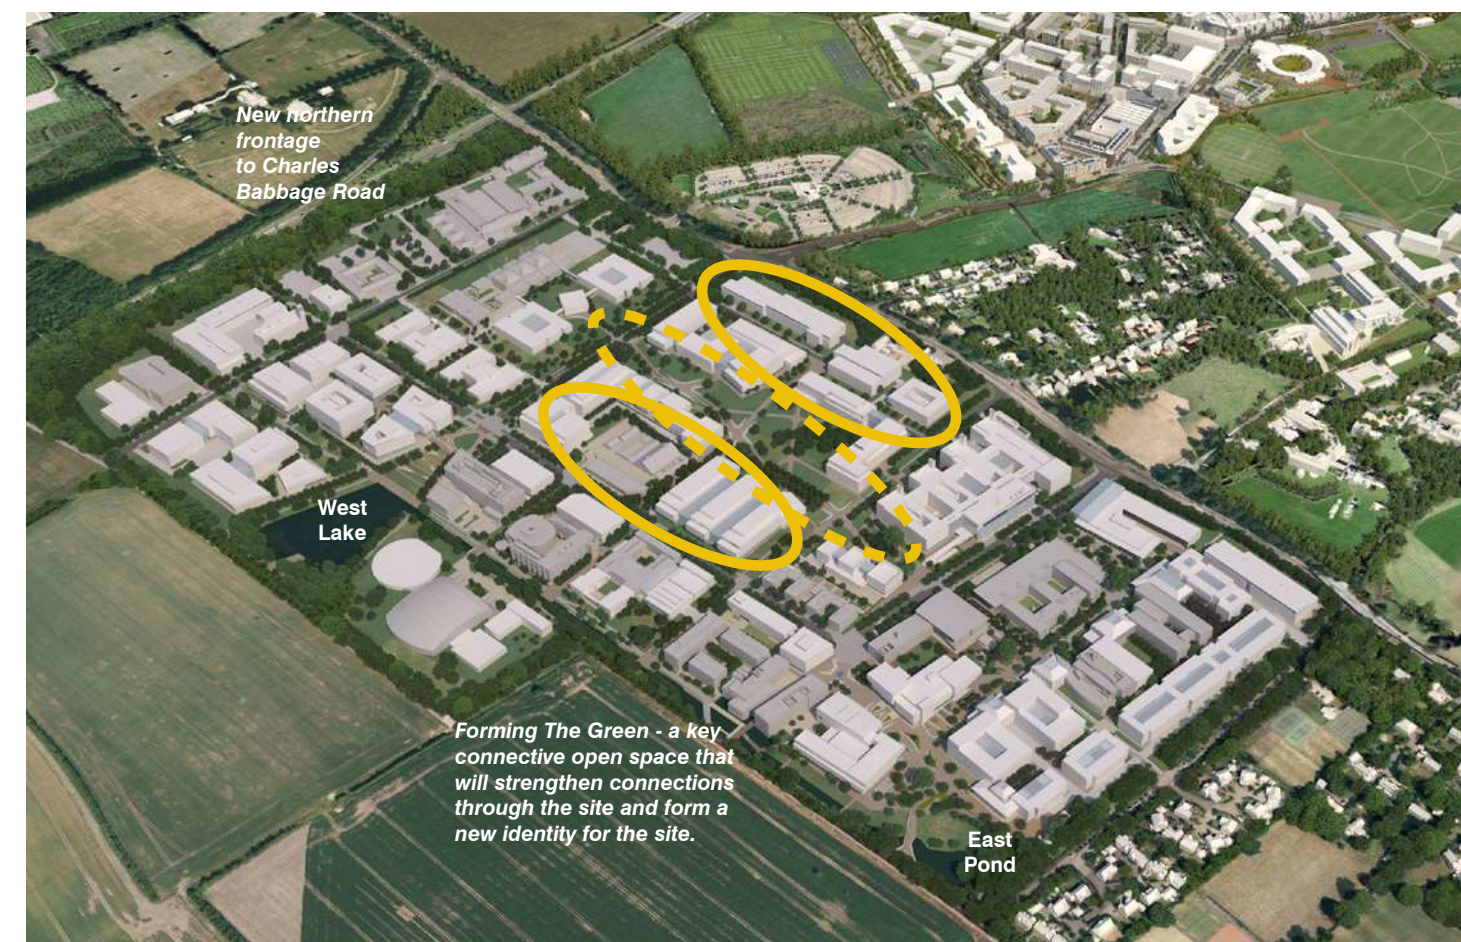 New northern
frontage
to Charles
Babbage Road
West
Lake
Forming The Green - a key
connective open space that
will strengthen connections
through the site and form a
new identity for the site.
East
Pond